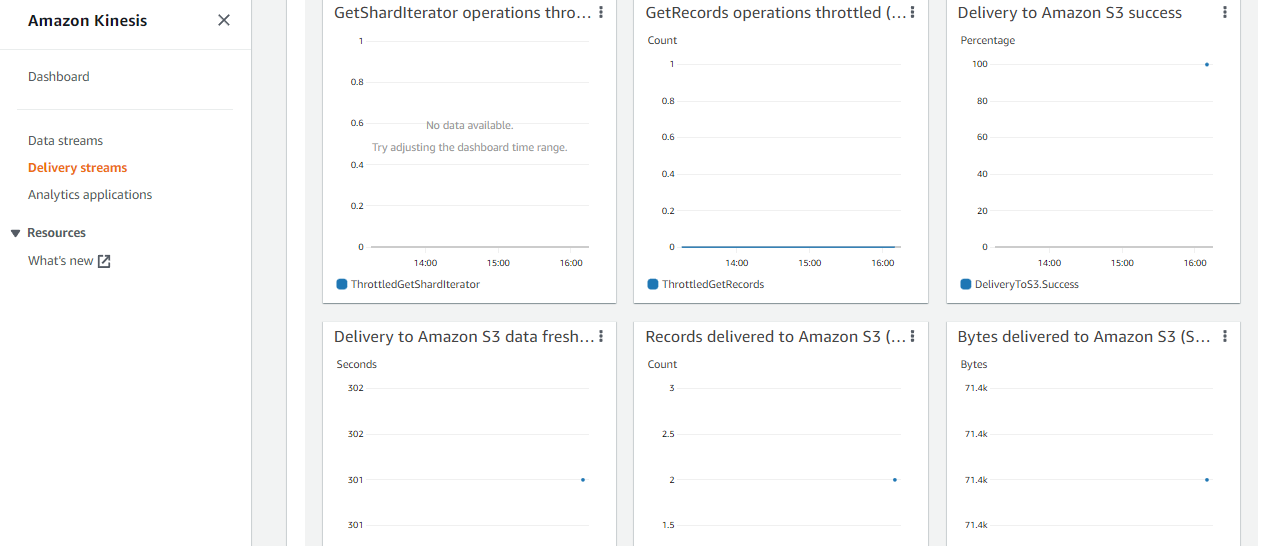 Amazon Kinesis
Dashboard
Data streams
Delivery streams
Analytics applications
Resources
What's new
GetShardIterator operations thro...
1
0.8
0.6
0.4
0.2
0
No data available.
Try adjusting the dashboard time range.
14:00 15:00 16:00
ThrottledGetShardIterator
GetRecords operations throttled (...
Count
1
0.8
0.6
0.4
0.2
0
14:00 15:00 16:00
ThrottledGetRecords
Delivery to Amazon S3 success
Percentage
100
80
60
40
20
0
14:00 15:00 16:00
DeliveryToS3.Success
Delivery to Amazon S3 data fresh...
Seconds
302
302
301
301
Records delivered to Amazon S3 (...
Count
3
2.5
2
1.5
Bytes delivered to Amazon S3 (S...
Bytes
71.4k
71.4k
71.4k
71.4k